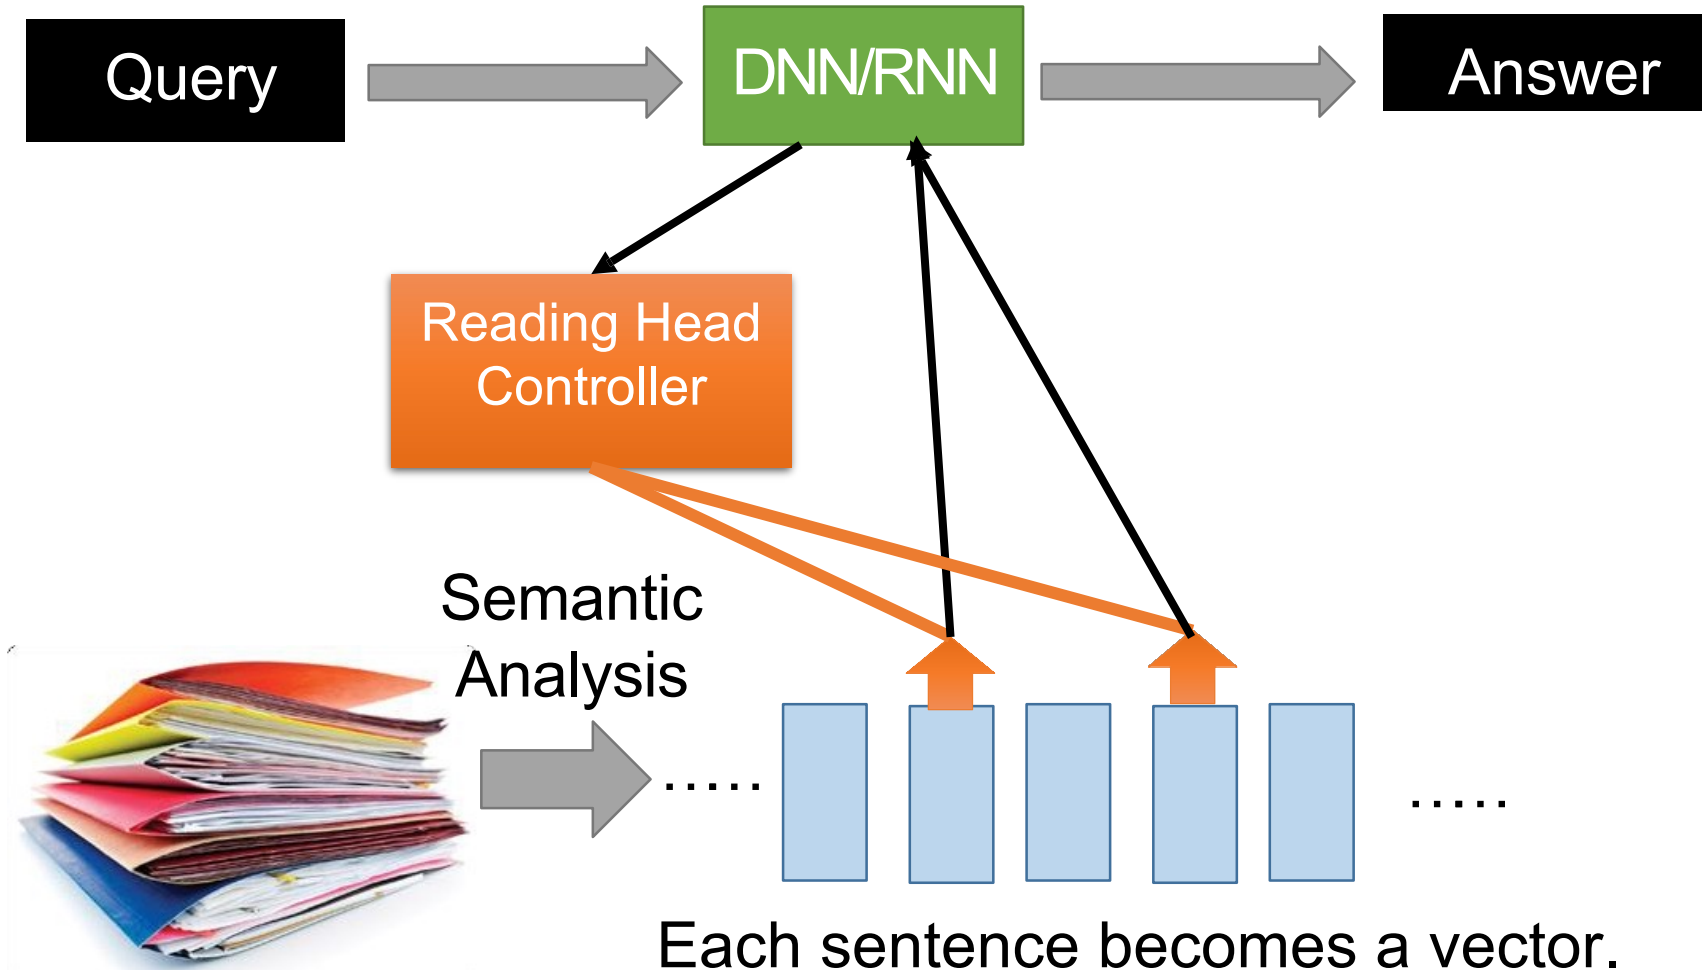 Query
DNN/RNN
Answer
Reading Head
Controller
Semantic
Analysis
.....
.....
Each sentence becomes a vector.